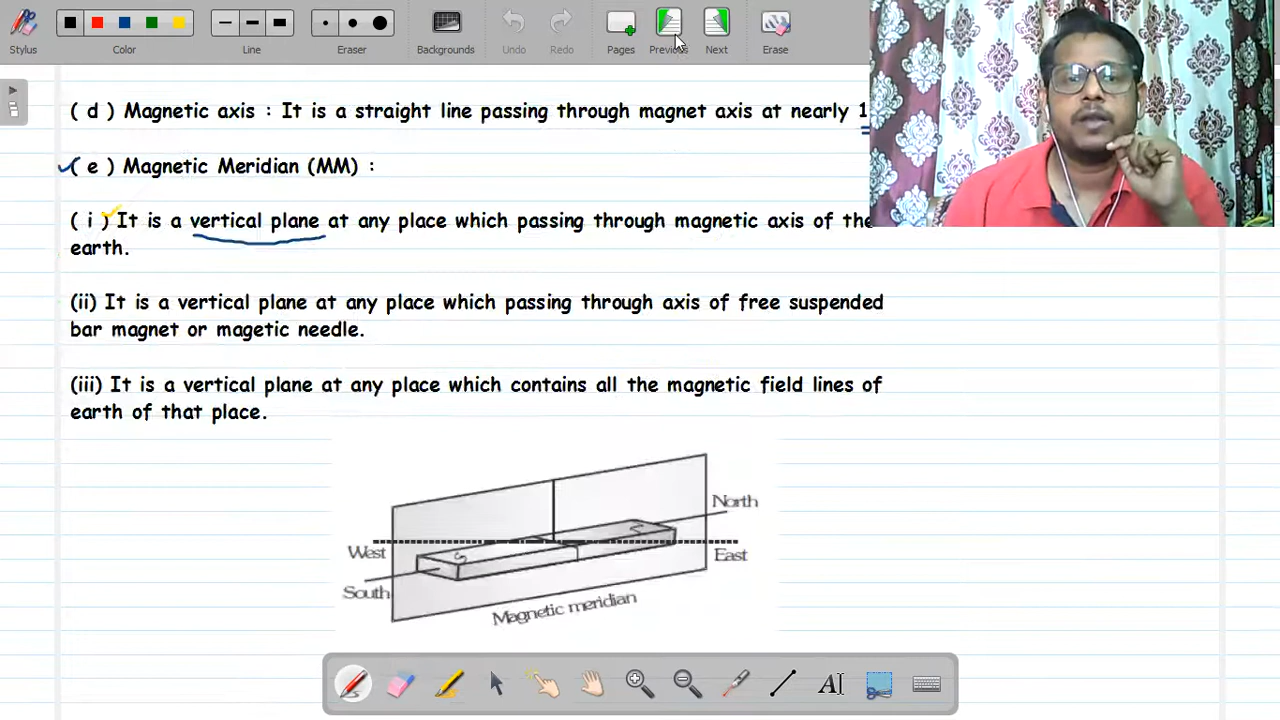 Stylus
Color
Line
Eraser
Backgrounds
Undo
Redo
Pages
Previous
Next
Erase
( d ) Magnetic axis : It is a straight line passing through magnet axis at nearly 1
( e ) Magnetic Meridian (MM) :
( i ) It is a vertical plane at any place which passing through magnetic axis of the
earth.
(ii) It is a vertical plane at any place which passing through axis of free suspended
bar magnet or magetic needle.
(iii) It is a vertical plane at any place which contains all the magnetic field lines of
earth of that place.
North
West
East
S
N
South
Magnetic meridian
AI